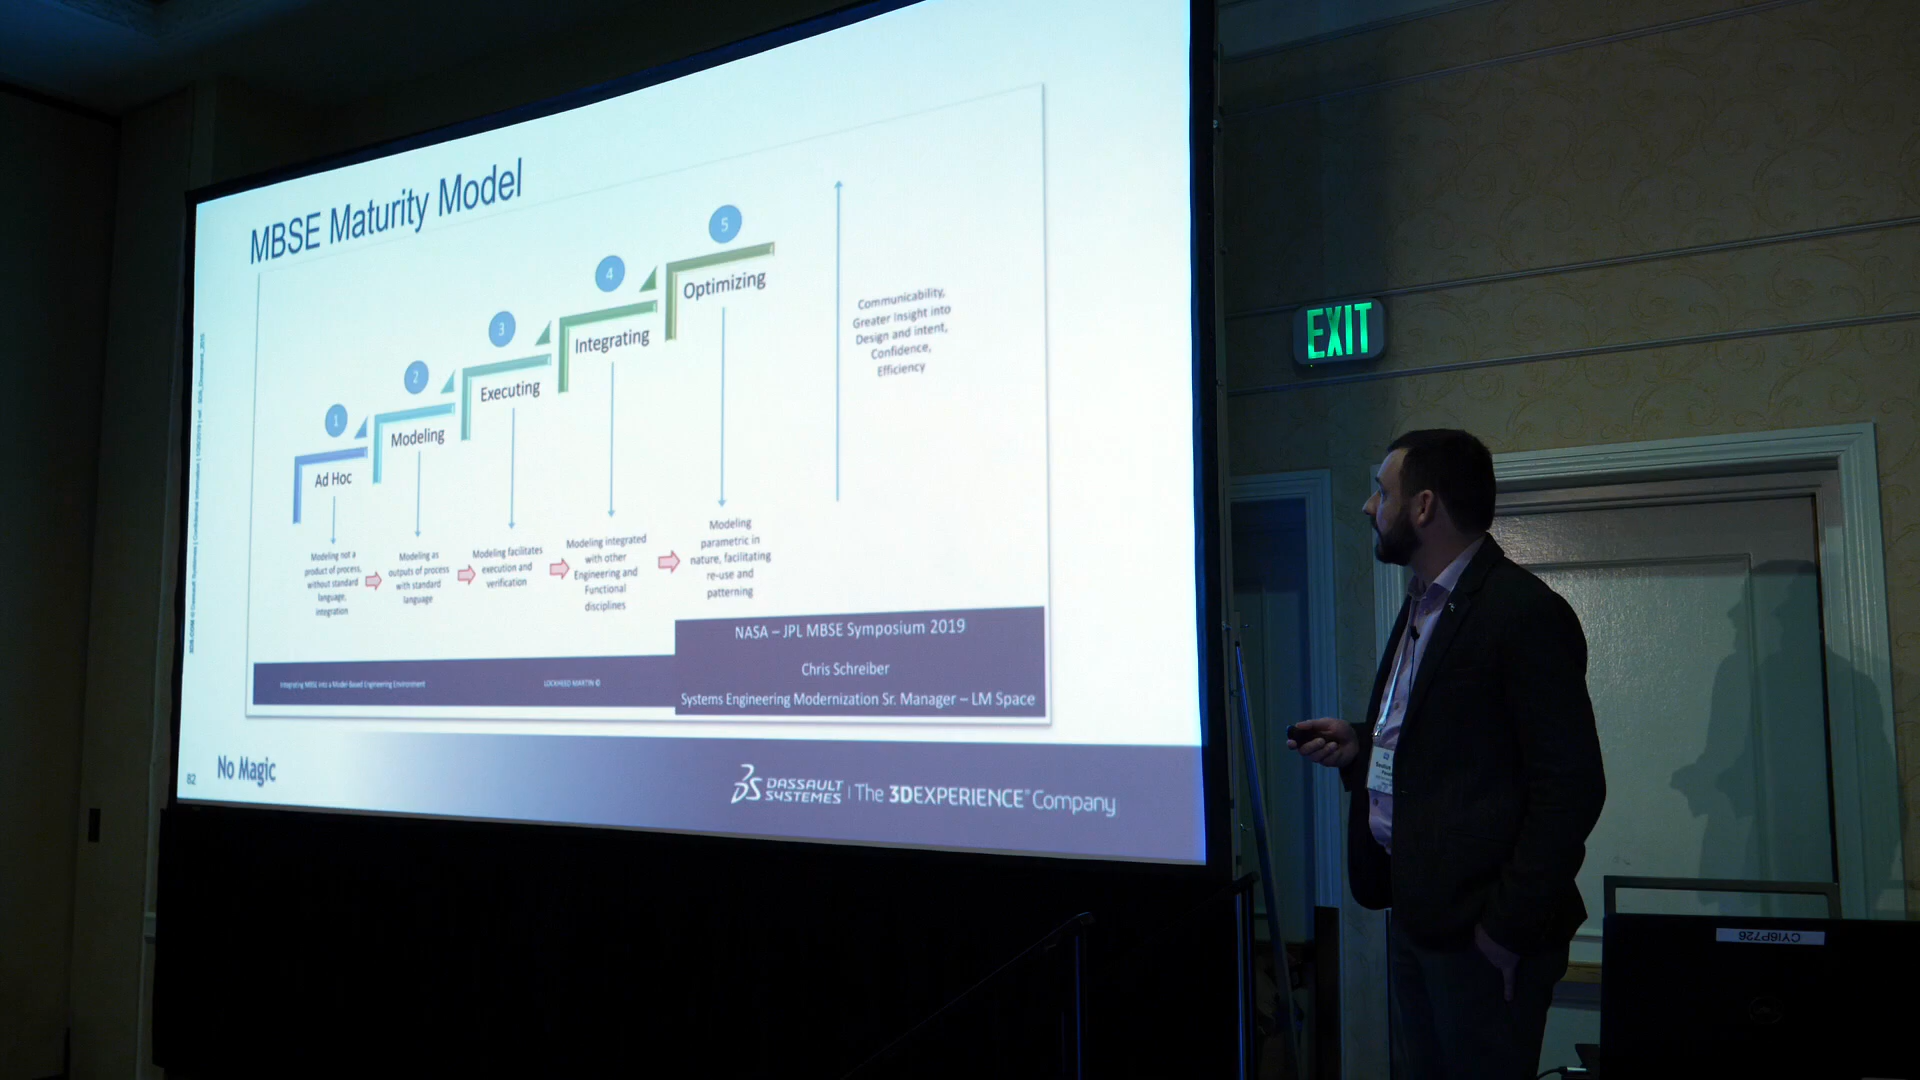 MBSE Maturity Model
1
2
3
4
5
Ad Hoc
Modeling
Executing
Integrating
Optimizing
Modeling not a
product of process,
without standard
language,
integration
Modeling as
outputs of process
with standard
language
Modeling facilitates
execution and
verification
Modeling integrated
with other
Engineering and
Functional
disciplines
Modeling
parametric in
nature, facilitating
re-use and
patterning
Communicability,
Greater Insight into
Design and intent,
Confidence,
Efficiency
NASA – JPL MBSE Symposium 2019
Chris Schreiber
Systems Engineering Modernization Sr. Manager – LM Space
Integrating MBSE into a Model-Based Engineering Environment
LOCKHEED MARTIN ©
82
No Magic
DASSAULT
SYSTEMES
The 3DEXPERIENCE® Company
EXIT
CYI6P726